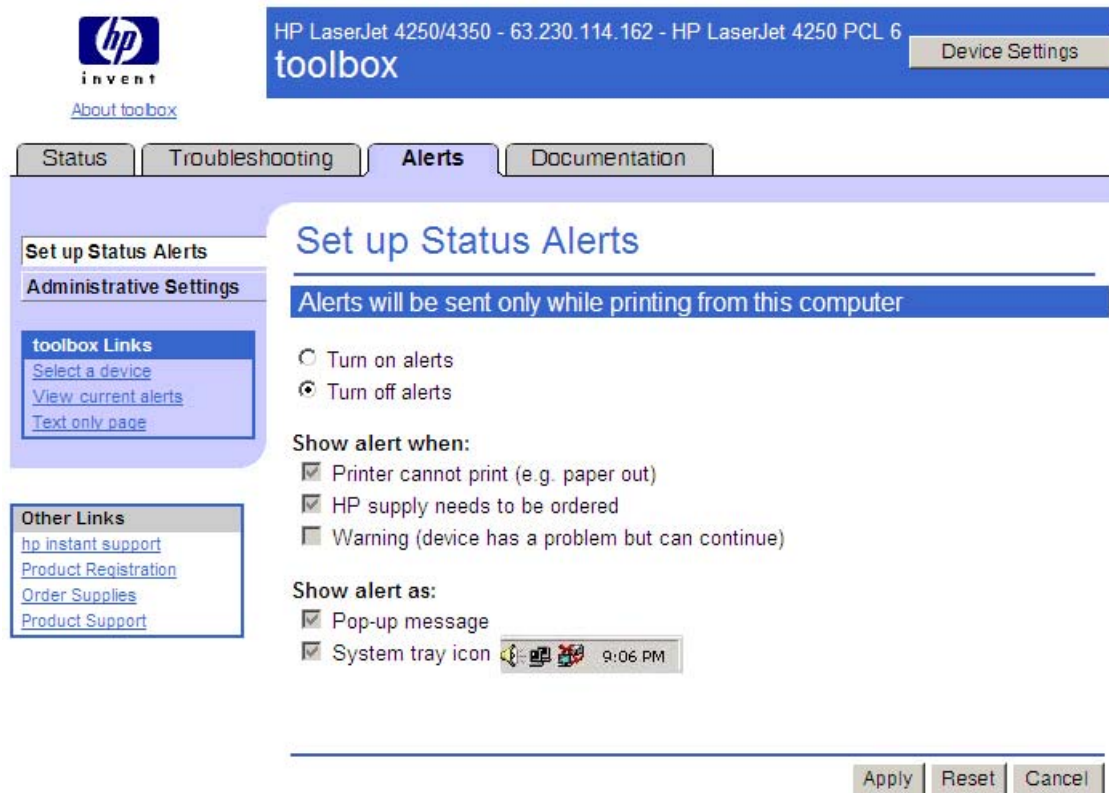 hp
invent
About toolbox
HP LaserJet 4250/4350 - 63.230.114.162 - HP LaserJet 4250 PCL 6
toolbox
Device Settings
Status
Troubleshooting
Alerts
Documentation
Set up Status Alerts
Administrative Settings
toolbox Links
Select a device
View current alerts
Text only page
Other Links
hp instant support
Product Registration
Order Supplies
Product Support
Set up Status Alerts
Alerts will be sent only while printing from this computer
Turn on alerts
Turn off alerts
Show alert when:
Printer cannot print (e.g. paper out)
HP supply needs to be ordered
Warning (device has a problem but can continue)
Show alert as:
Pop-up message
System tray icon
9:06 PM
Apply
Reset
Cancel